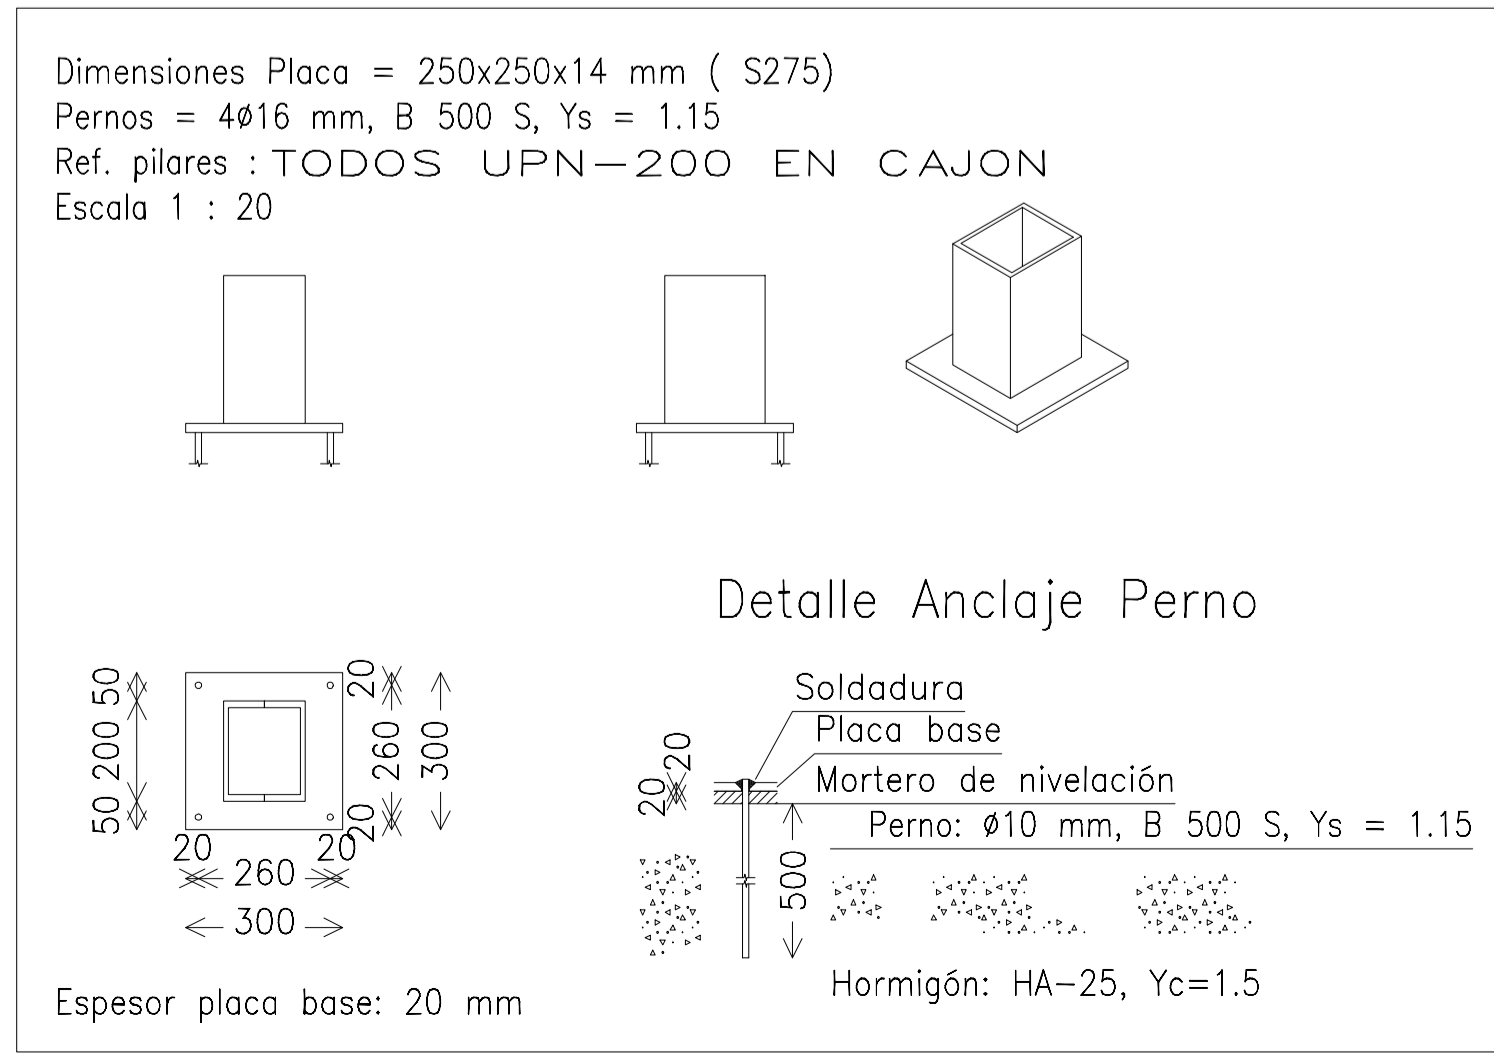 Dimensiones Placa = 250x250x14 mm ( S275)
Pernos = 4ø16 mm, B 500 S, Ys = 1.15
Ref. pilares : TODOS UPN-200 EN CAJON
Escala 1 : 20
Detalle Anclaje Perno
50
200
50
20
260
20
300
20
20
260
300
Soldadura
Placa base
20
20
Mortero de nivelación
Perno: ø10 mm, B 500 S, Ys = 1.15
500
Hormigón: HA-25, Yc=1.5
Espesor placa base: 20 mm